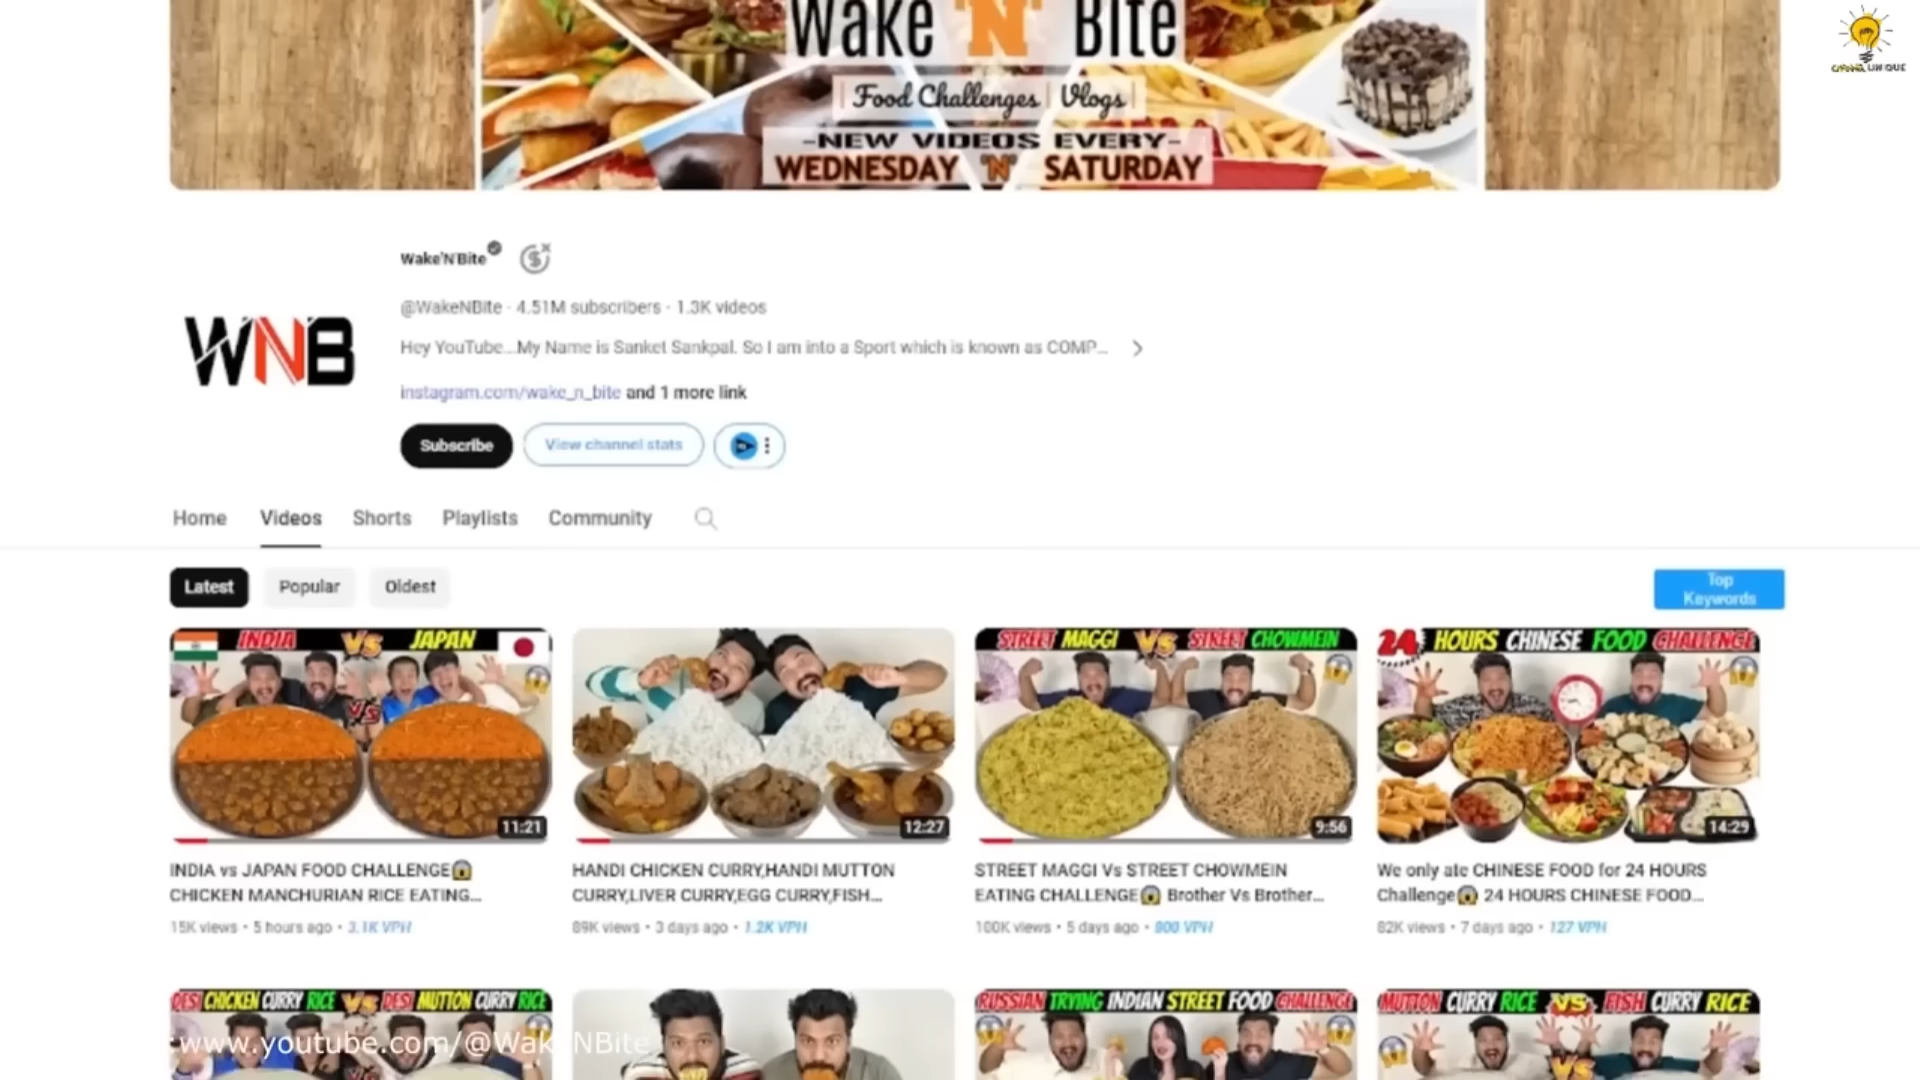 Wake 'N' Bite
Food Challenges | Vlogs
-NEW VIDEOS EVERY-
WEDNESDAY 'N' SATURDAY
Wake'N'Bite
@WakeNBite · 4.51M subscribers · 1.3K videos
WNB
Hey YouTube...My Name is Sanket Sankpal. So I am into a Sport which is known as COMP...
instagram.com/wake_n_bite and 1 more link
Subscribe
View channel stats
Home
Videos
Shorts
Playlists
Community
Latest
Popular
Oldest
Top
Keywords
INDIA VS JAPAN
VS
11:21
12:27
STREET MAGGI VS STREET CHOWMEIN
9:56
24 HOURS CHINESE FOOD CHALLENGE
14:29
INDIA vs JAPAN FOOD CHALLENGE😱
CHICKEN MANCHURIAN RICE EATING...
15K views • 5 hours ago • 3.1K VPH
HANDI CHICKEN CURRY,HANDI MUTTON
CURRY,LIVER CURRY,EGG CURRY,FISH...
89K views • 3 days ago • 1.2K VPH
STREET MAGGI Vs STREET CHOWMEIN
EATING CHALLENGE😱 Brother Vs Brother...
100K views • 5 days ago • 800 VPH
We only ate CHINESE FOOD for 24 HOURS
Challenge😱 24 HOURS CHINESE FOOD...
82K views • 7 days ago • 127 VPH
DESI CHICKEN CURRY RICE VS DESI MUTTON CURRY RICE
RUSSIAN TRYING INDIAN STREET FOOD CHALLENGE
MUTTON CURRY RICE VS FISH CURRY RICE
VS
www.youtube.com/@WakeNBite